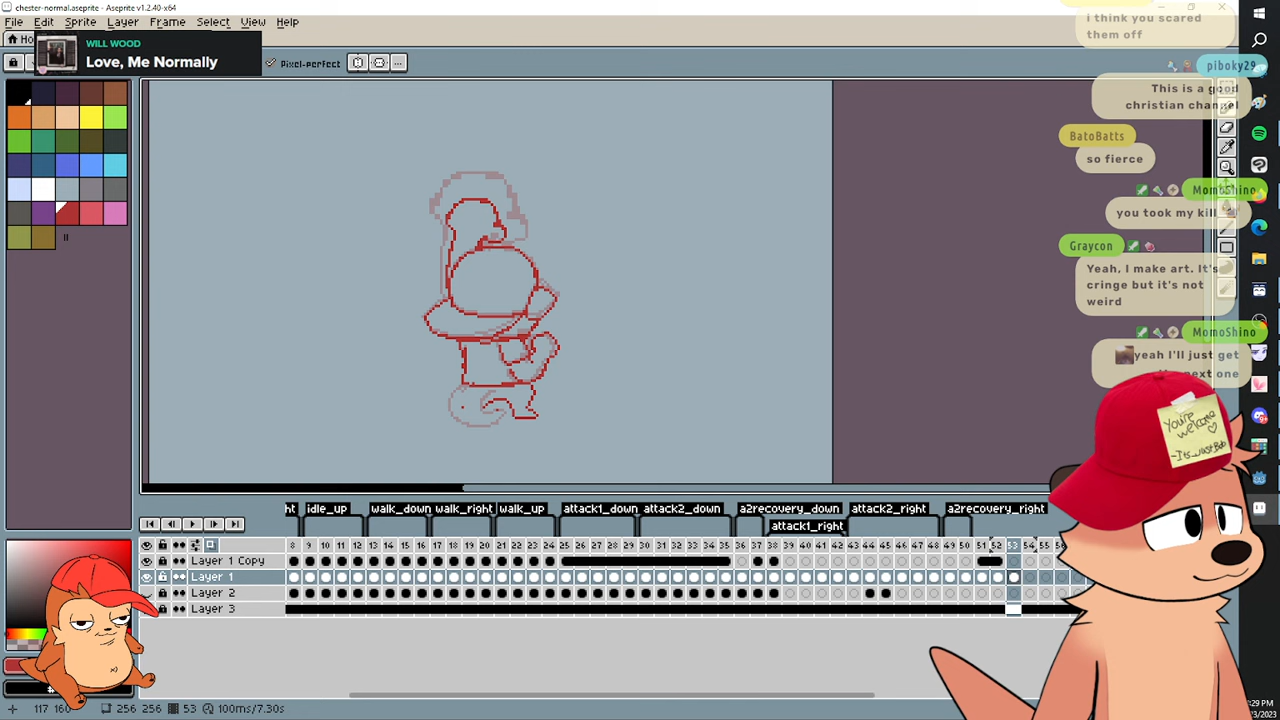 chester-normal.aseprite - Aseprite v1.2.40-x64
File Edit Sprite Layer Frame Select View Help
WILL WOOD
Love, Me Normally
Pixel-perfect
i think you scared
them off
piboky29
This is a good
christian channel
BatoBatts
so fierce
MomoShino
you took my kill
Graycon
Yeah, I make art. It's
cringe but it's not
weird
MomoShino
yeah I'll just get
next one
You're
welcome
-Its_JustBob
ht idle_up walk_down walk_right walk_up attack1_down attack2_down a2recovery_down attack2_right a2recovery_right
attack1_right
8 9 10 11 12 13 14 15 16 17 18 19 20 21 22 23 24 25 26 27 28 29 30 31 32 33 34 35 36 37 38 39 40 41 42 43 44 45 46 47 48 49 50 51 52 53 54 55
Layer 1 Copy
Layer 1
Layer 2
Layer 3
117 160 256 256 53 100ms/7.30s
:29 PM
/2023